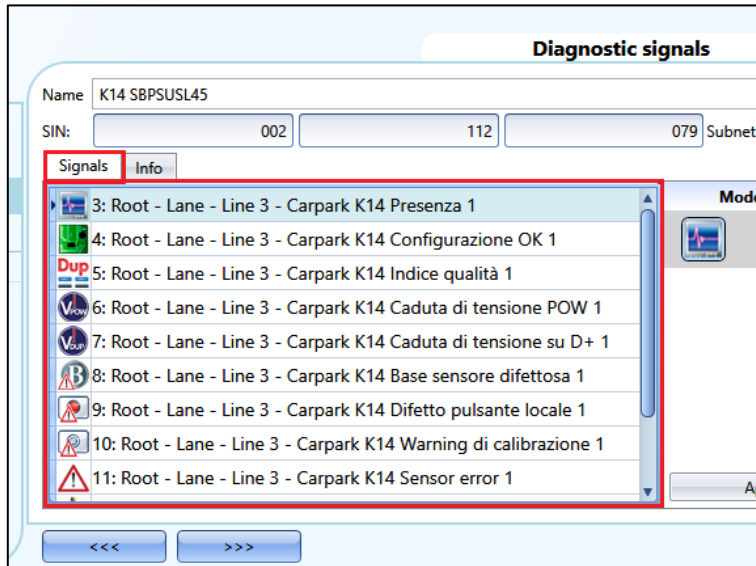 Diagnostic signals
Name K14 SBPSUSL45
SIN: 002 112 079 Subnet
Signals Info
Mode
3: Root - Lane - Line 3 - Carpark K14 Presenza 1
4: Root - Lane - Line 3 - Carpark K14 Configurazione OK 1
Dup 5: Root - Lane - Line 3 - Carpark K14 Indice qualità 1
VPOW 6: Root - Lane - Line 3 - Carpark K14 Caduta di tensione POW 1
VDUP 7: Root - Lane - Line 3 - Carpark K14 Caduta di tensione su D+ 1
B 8: Root - Lane - Line 3 - Carpark K14 Base sensore difettosa 1
9: Root - Lane - Line 3 - Carpark K14 Difetto pulsante locale 1
10: Root - Lane - Line 3 - Carpark K14 Warning di calibrazione 1
11: Root - Lane - Line 3 - Carpark K14 Sensor error 1
<<< >>>